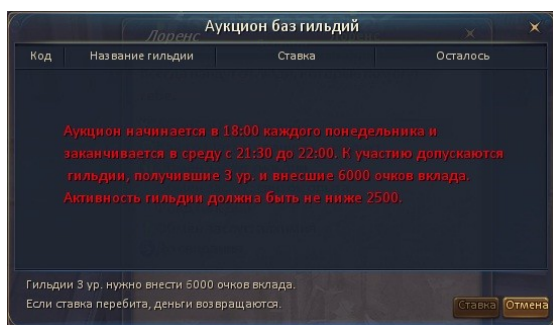 Аукцион баз гильдий
Лоренс
Код Название гильдии Ставка Осталось
Аукцион начинается в 18:00 каждого понедельника и
заканчивается в среду с 21:30 до 22:00. К участию допускаются
гильдии, получившие 3 ур. и внесшие 6000 очков вклада.
Активность гильдии должна быть не ниже 2500.
Гильдии 3 ур. нужно внести 6000 очков вклада.
Если ставка перебита, деньги возвращаются.
Ставка Отмена